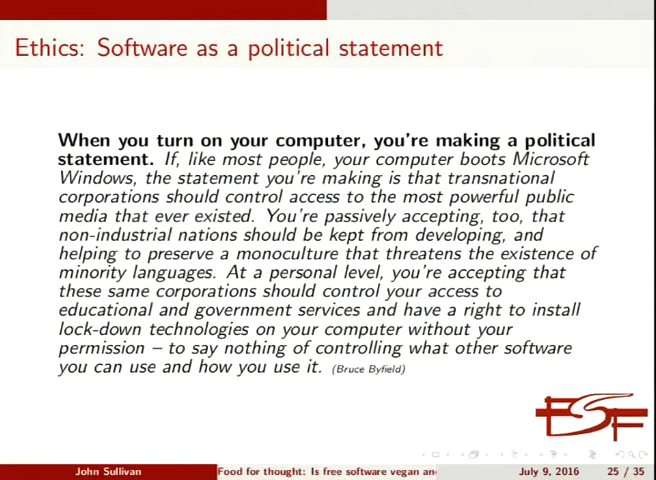 Ethics: Software as a political statement
When you turn on your computer, you're making a political
statement. If, like most people, your computer boots Microsoft
Windows, the statement you're making is that transnational
corporations should control access to the most powerful public
media that ever existed. You're passively accepting, too, that
non-industrial nations should be kept from developing, and
helping to preserve a monoculture that threatens the existence of
minority languages. At a personal level, you're accepting that
these same corporations should control your access to
educational and government services and have a right to install
lock-down technologies on your computer without your
permission – to say nothing of controlling what other software
you can use and how you use it. (Bruce Byfield)
FSF
John Sullivan Food for thought: Is free software vegan an July 9, 2016 25 / 35